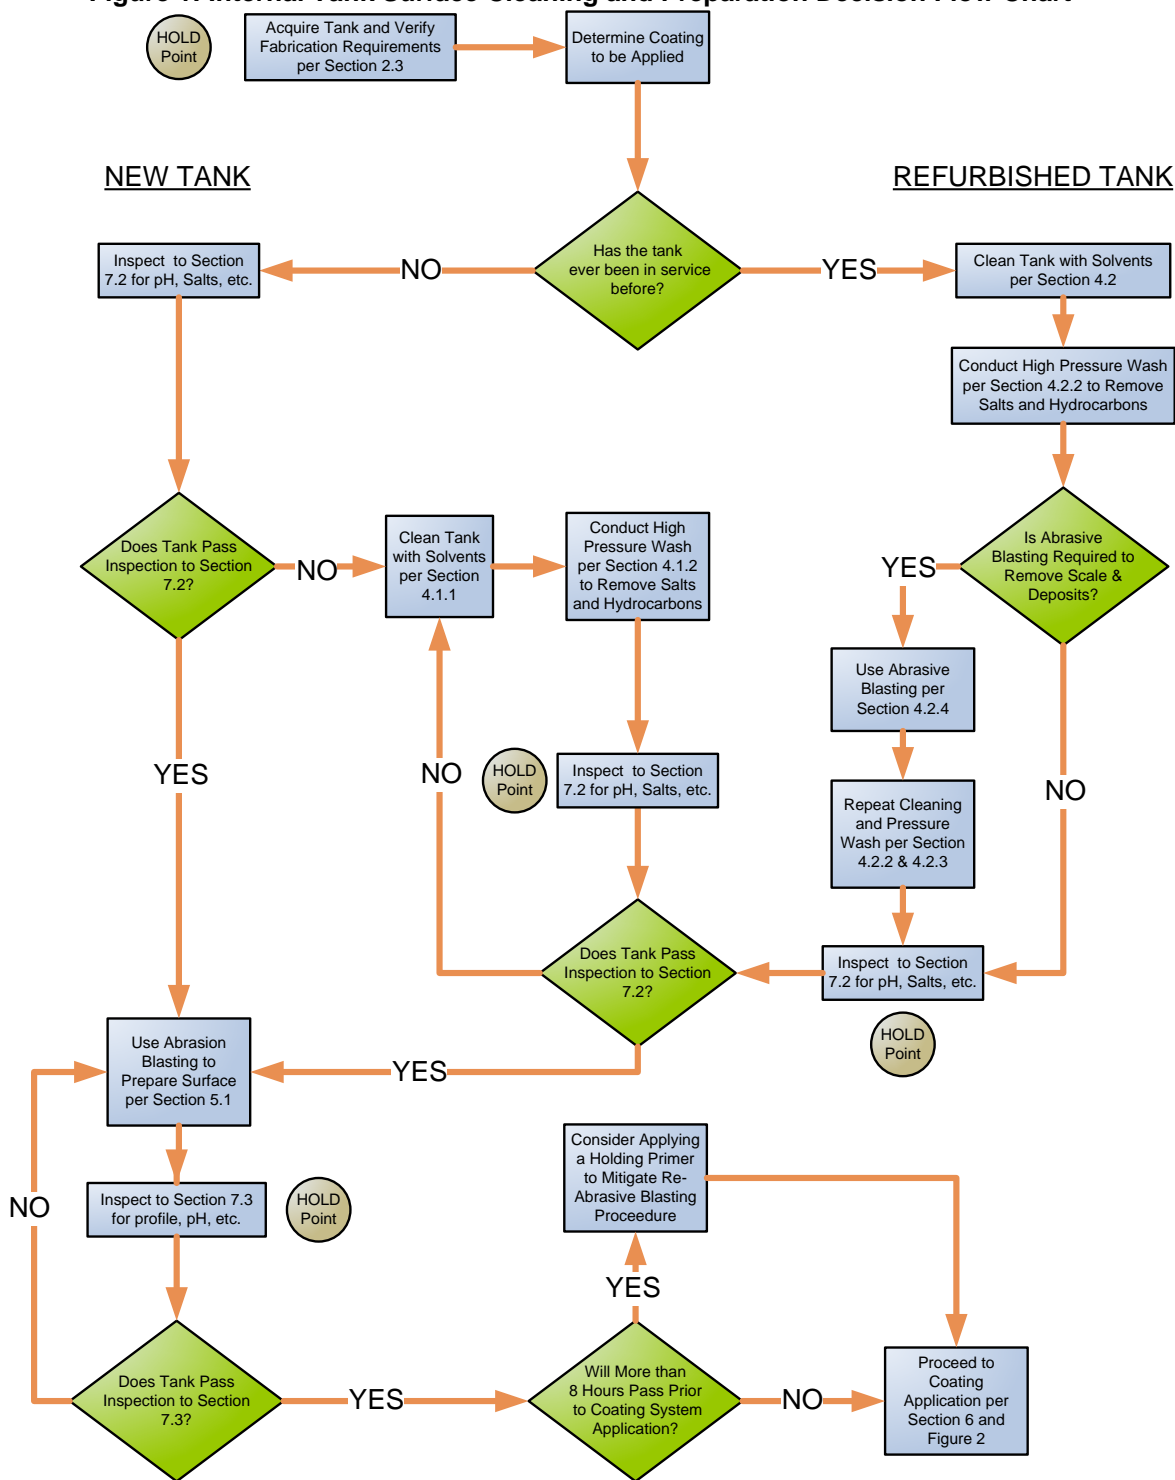 Figure 1: Internal Tank Surface Cleaning and Preparation Decision Flow Chart
HOLD
Point
Acquire Tank and Verify
Fabrication Requirements
per Section 2.3
Determine Coating
to be Applied
NEW TANK
REFURBISHED TANK
Has the tank
ever been in service
before?
NO
YES
Inspect to Section
7.2 for pH, Salts, etc.
Clean Tank with Solvents
per Section 4.2
Conduct High Pressure Wash
per Section 4.2.2 to Remove
Salts and Hydrocarbons
Does Tank Pass
Inspection to Section
7.2?
NO
Clean Tank
with Solvents
per Section
4.1.1
Conduct High
Pressure Wash
per Section 4.1.2
to Remove Salts
and Hydrocarbons
Is Abrasive
Blasting Required to
Remove Scale &
Deposits?
YES
Use Abrasive
Blasting per
Section 4.2.4
YES
NO
HOLD
Point
Inspect to Section
7.2 for pH, Salts, etc.
Repeat Cleaning
and Pressure
Wash per Section
4.2.2 & 4.2.3
NO
Does Tank Pass
Inspection to Section
7.2?
Inspect to Section
7.2 for pH, Salts, etc.
HOLD
Point
Use Abrasion
Blasting to
Prepare Surface
per Section 5.1
YES
NO
Inspect to Section 7.3
for profile, pH, etc.
HOLD
Point
Consider Applying
a Holding Primer
to Mitigate Re-
Abrasive Blasting
Proceedure
YES
Does Tank Pass
Inspection to Section
7.3?
YES
Will More than
8 Hours Pass Prior
to Coating System
Application?
NO
Proceed to
Coating
Application per
Section 6 and
Figure 2